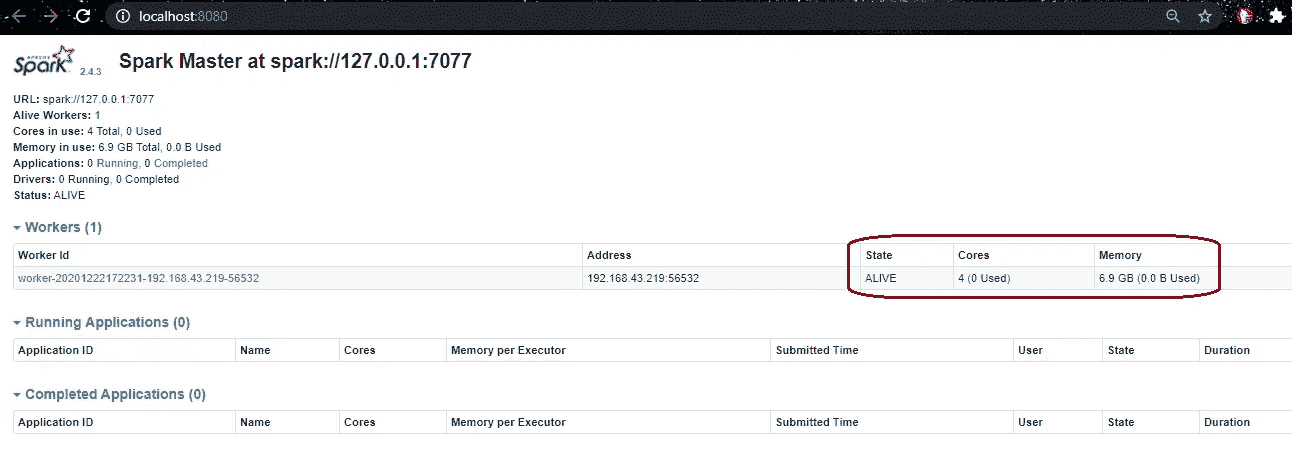 localhost:8080
APACHE Spark 2.4.3 Spark Master at spark://127.0.0.1:7077
URL: spark://127.0.0.1:7077
Alive Workers: 1
Cores in use: 4 Total, 0 Used
Memory in use: 6.9 GB Total, 0.0 B Used
Applications: 0 Running, 0 Completed
Drivers: 0 Running, 0 Completed
Status: ALIVE
Workers (1)
Worker Id Address State Cores Memory
worker-20201222172231-192.168.43.219-56532 192.168.43.219:56532 ALIVE 4 (0 Used) 6.9 GB (0.0 B Used)
Running Applications (0)
Application ID Name Cores Memory per Executor Submitted Time User State Duration
Completed Applications (0)
Application ID Name Cores Memory per Executor Submitted Time User State Duration